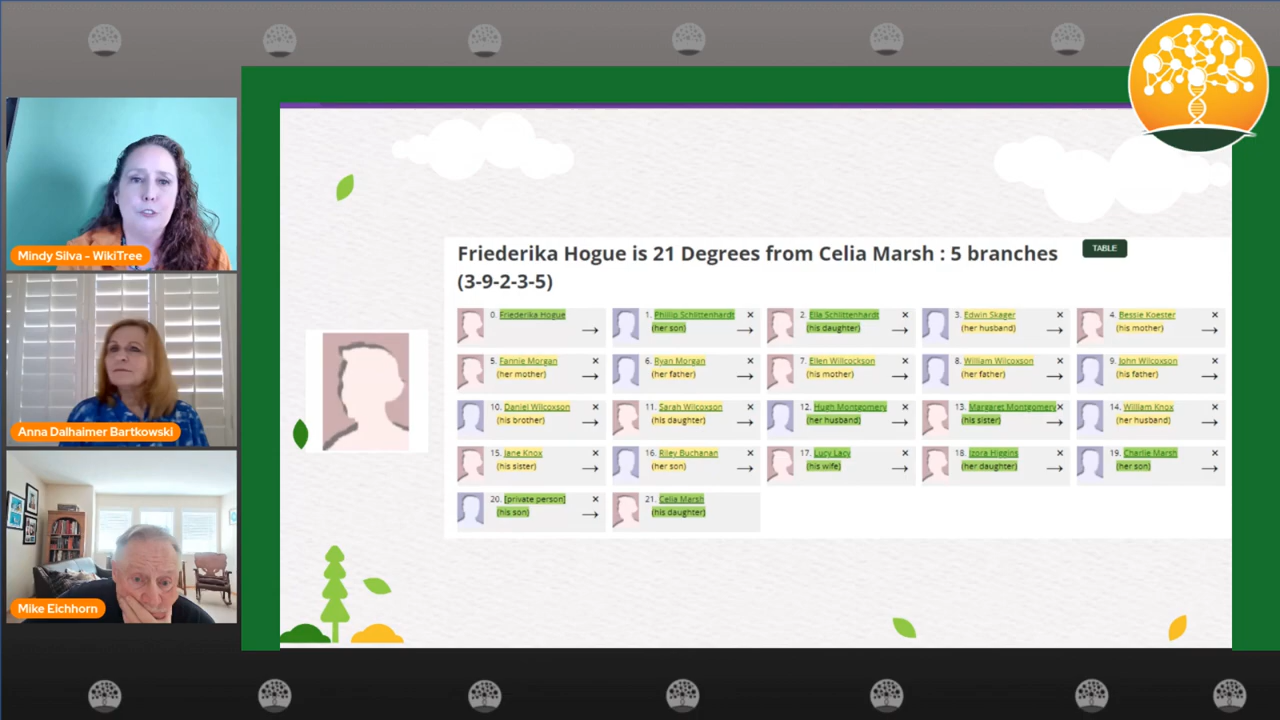 Mindy Silva - WikiTree
Anna Dalhaimer Bartkowski
Mike Eichhorn
Friederika Hogue is 21 Degrees from Celia Marsh : 5 branches
(3-9-2-3-5)
TABLE
0. Friederika Hogue → 1. Phillip Schlittenhardt × 2. Ella Schlittenhardt × 3. Edwin Skager × 4. Bessie Koester ×
(her son) → (his daughter) → (her husband) → (his mother) →
5. Fannie Morgan × 6. Ryan Morgan × 7. Ellen Willcockson × 8. William Wilcoxson × 9. John Wilcoxson ×
(her mother) → (her father) → (his mother) → (her father) → (his father) →
10. Daniel Wilcoxson × 11. Sarah Wilcoxson × 12. Hugh Montgomery × 13. Margaret Montgomery × 14. William Knox ×
(his brother) → (his daughter) → (her husband) → (his sister) → (her husband) →
15. Jane Knox × 16. Riley Buchanan × 17. Lucy Lacy × 18. Izora Higgins × 19. Charlie Marsh ×
(his sister) → (her son) → (his wife) → (her daughter) → (her son) →
20. [private person] × 21. Celia Marsh
(his son) → (his daughter)